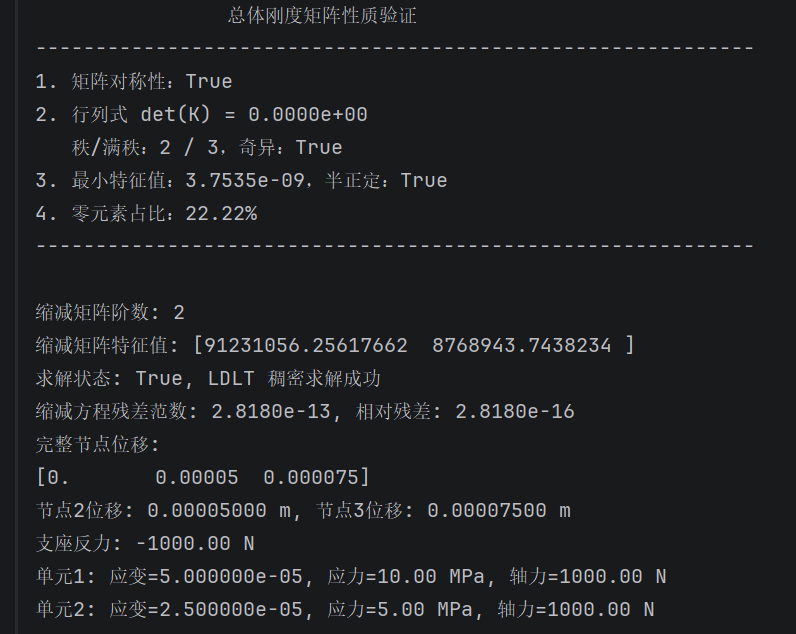 总体刚度矩阵性质验证
------------------------------------------------------------
1. 矩阵对称性：True
2. 行列式 det(K) = 0.0000e+00
秩/满秩：2 / 3，奇异：True
3. 最小特征值：3.7535e-09，半正定：True
4. 零元素占比：22.22%
------------------------------------------------------------
缩减矩阵阶数: 2
缩减矩阵特征值: [91231056.25617662  8768943.7438234 ]
求解状态: True, LDLT 稠密求解成功
缩减方程残差范数: 2.8180e-13, 相对残差: 2.8180e-16
完整节点位移:
[0.       0.00005  0.000075]
节点2位移: 0.00005000 m, 节点3位移: 0.00007500 m
支座反力: -1000.00 N
单元1: 应变=5.000000e-05, 应力=10.00 MPa, 轴力=1000.00 N
单元2: 应变=2.500000e-05, 应力=5.00 MPa, 轴力=1000.00 N